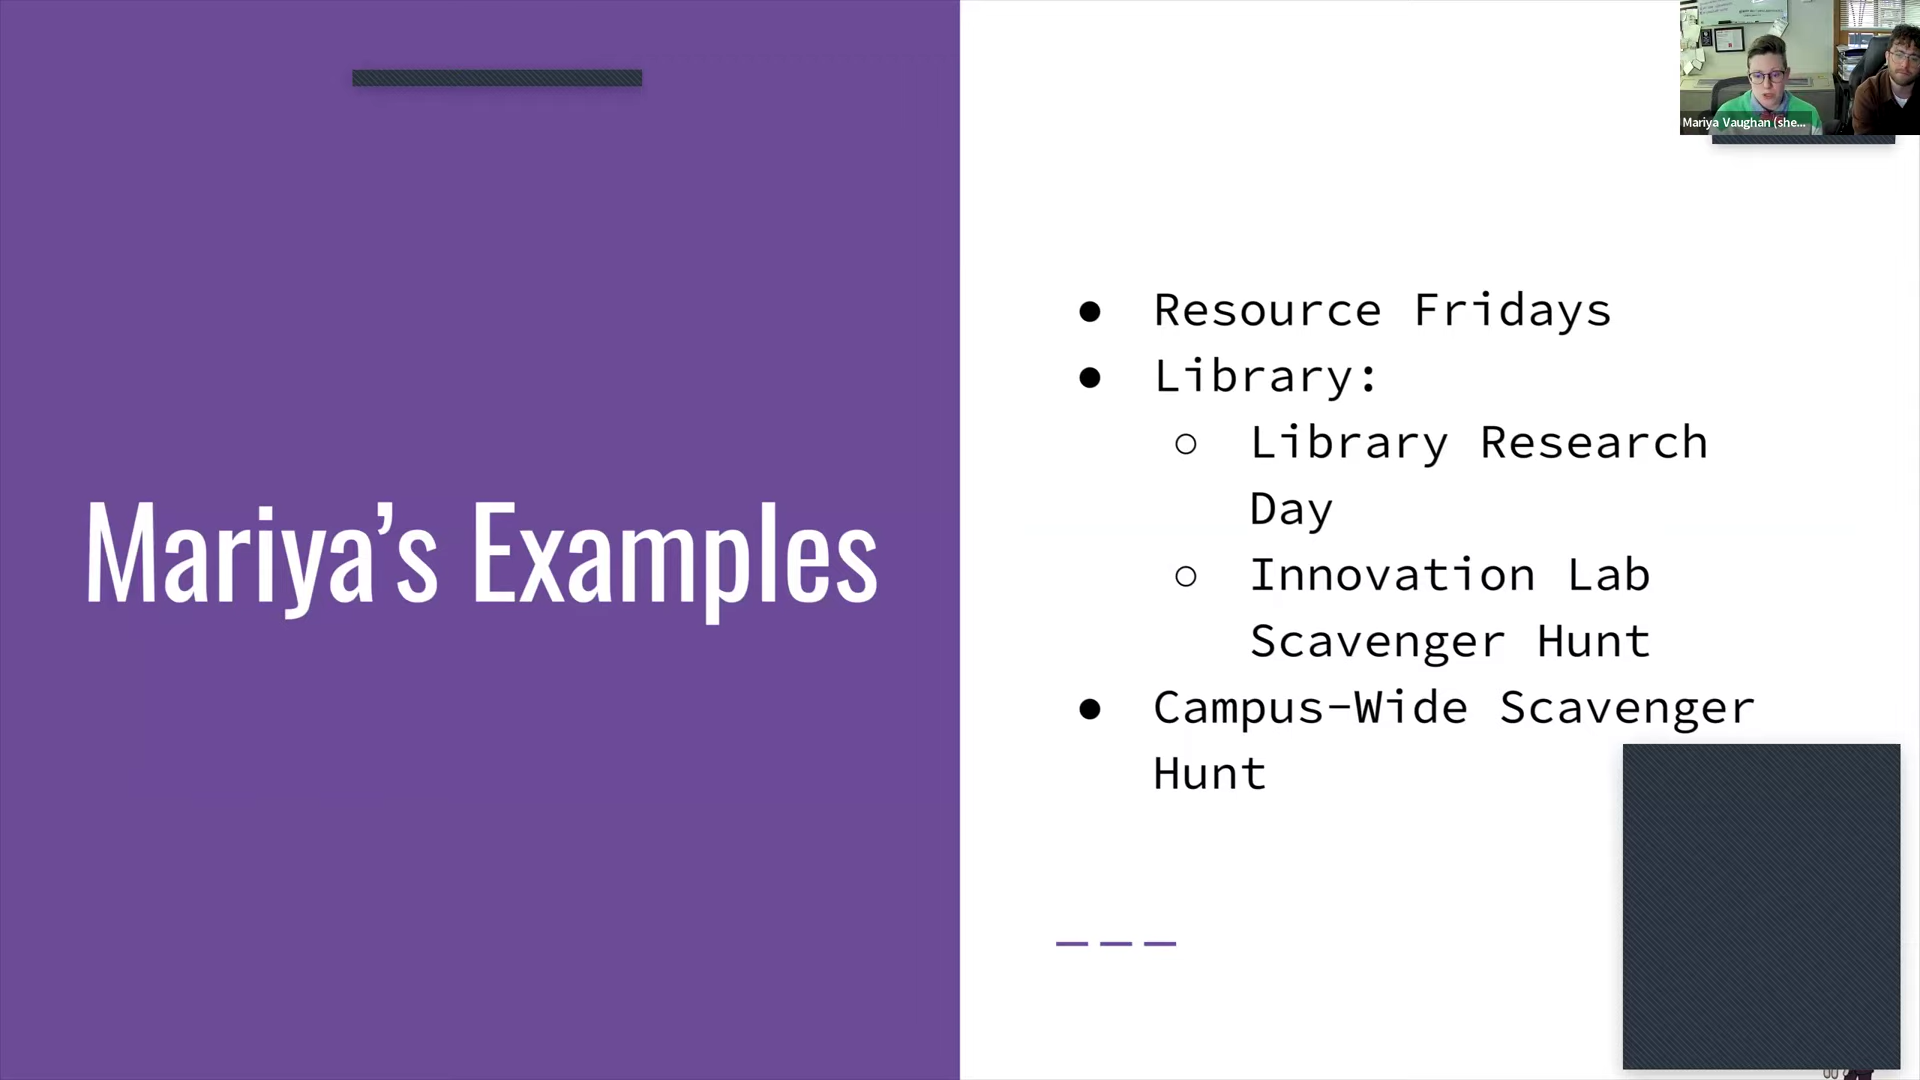 Mariya's Examples
● Resource Fridays
● Library:
○ Library Research
Day
○ Innovation Lab
Scavenger Hunt
● Campus-Wide Scavenger
Hunt
Mariya Vaughan (she...